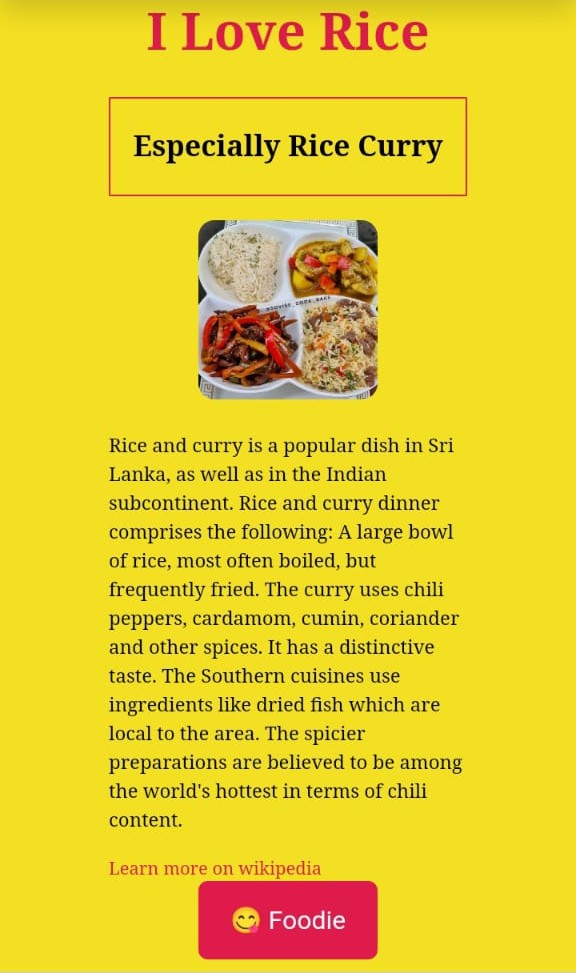 I Love Rice
Especially Rice Curry
Rice and curry is a popular dish in Sri
Lanka, as well as in the Indian
subcontinent. Rice and curry dinner
comprises the following: A large bowl
of rice, most often boiled, but
frequently fried. The curry uses chili
peppers, cardamom, cumin, coriander
and other spices. It has a distinctive
taste. The Southern cuisines use
ingredients like dried fish which are
local to the area. The spicier
preparations are believed to be among
the world's hottest in terms of chili
content.
Learn more on wikipedia
😋 Foodie